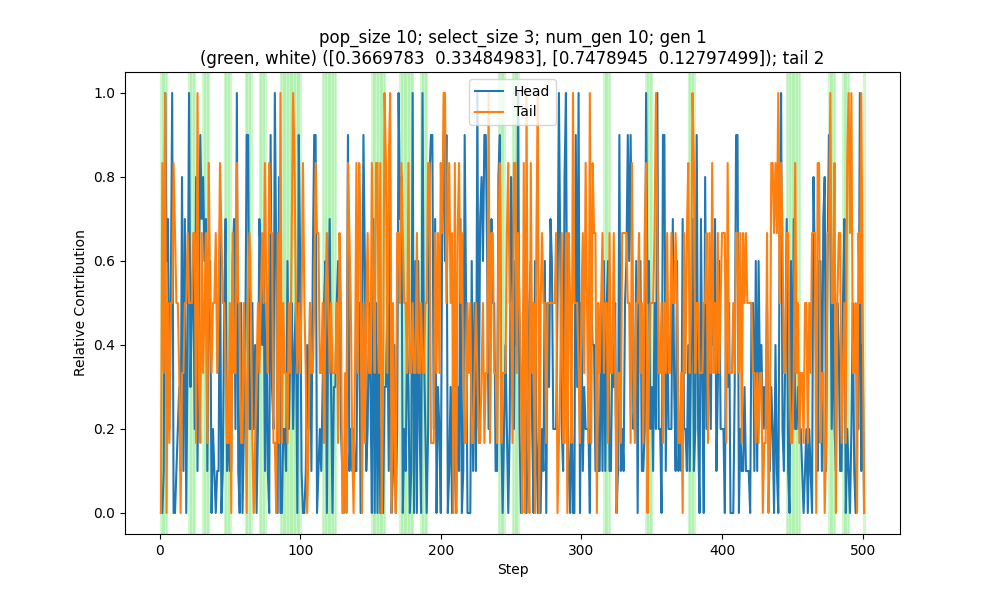 pop_size 10; select_size 3; num_gen 10; gen 1
(green, white) ([0.3669783  0.33484983], [0.7478945  0.12797499]); tail 2
Head
Tail
Relative Contribution
1.0
0.8
0.6
0.4
0.2
0.0
0
100
200
300
400
500
Step